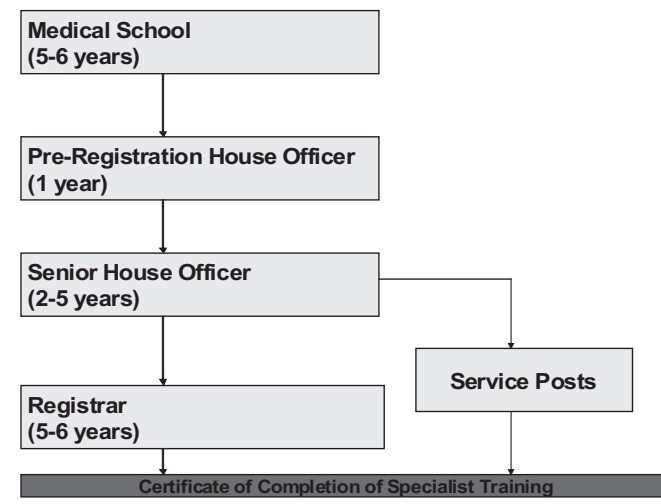 Medical School
(5-6 years)
Pre-Registration House Officer
(1 year)
Senior House Officer
(2-5 years)
Service Posts
Registrar
(5-6 years)
Certificate of Completion of Specialist Training